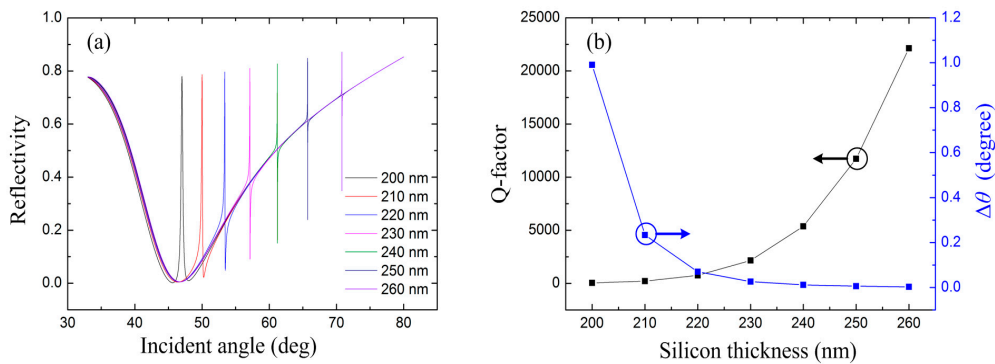 (a)
Reflectivity
1.0
0.8
0.6
0.4
0.2
0.0
200 nm
210 nm
220 nm
230 nm
240 nm
250 nm
260 nm
30 40 50 60 70 80
Incident angle (deg)
(b)
Q-factor
25000
20000
15000
10000
5000
0
1.2
1.0
0.8
0.6
0.4
0.2
0.0
Δθ (degree)
200 210 220 230 240 250 260
Silicon thickness (nm)